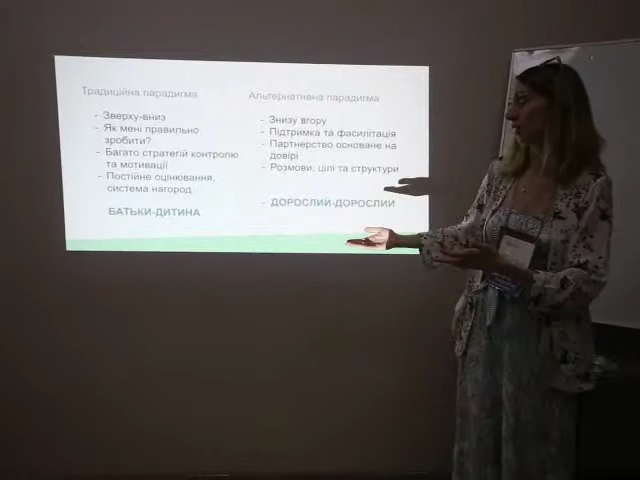 Традиційна парадигма
- Зверху-вниз
- Як мені правильно
зробити?
- Багато стратегій контролю
та мотивації
- Постійне оцінювання,
система нагород
БАТЬКИ-ДИТИНА
Альтернативна парадигма
- Знизу вгору
- Підтримка та фасилітація
- Партнерство основане на
довірі
- Розмови, цілі та структури
- ДОРОСЛИЙ-ДОРОСЛИЙ